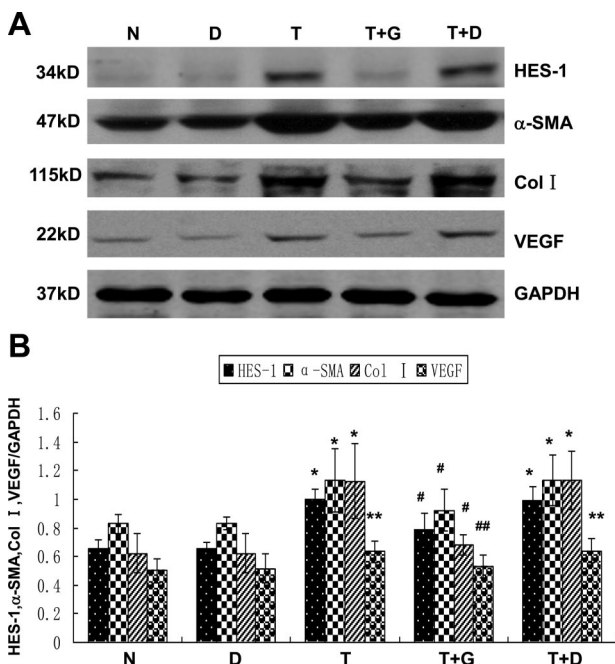 A
N D T T+G T+D
34kD HES-1
47kD α-SMA
115kD Col Ⅰ
22kD VEGF
37kD GAPDH
B
HES-1 α-SMA Col Ⅰ VEGF
HES-1,α-SMA,Col Ⅰ,VEGF/GAPDH
1.6
1.4
1.2
1
0.8
0.6
0.4
0.2
0
* * * **
# # # ##
* * * **
N D T T+G T+D